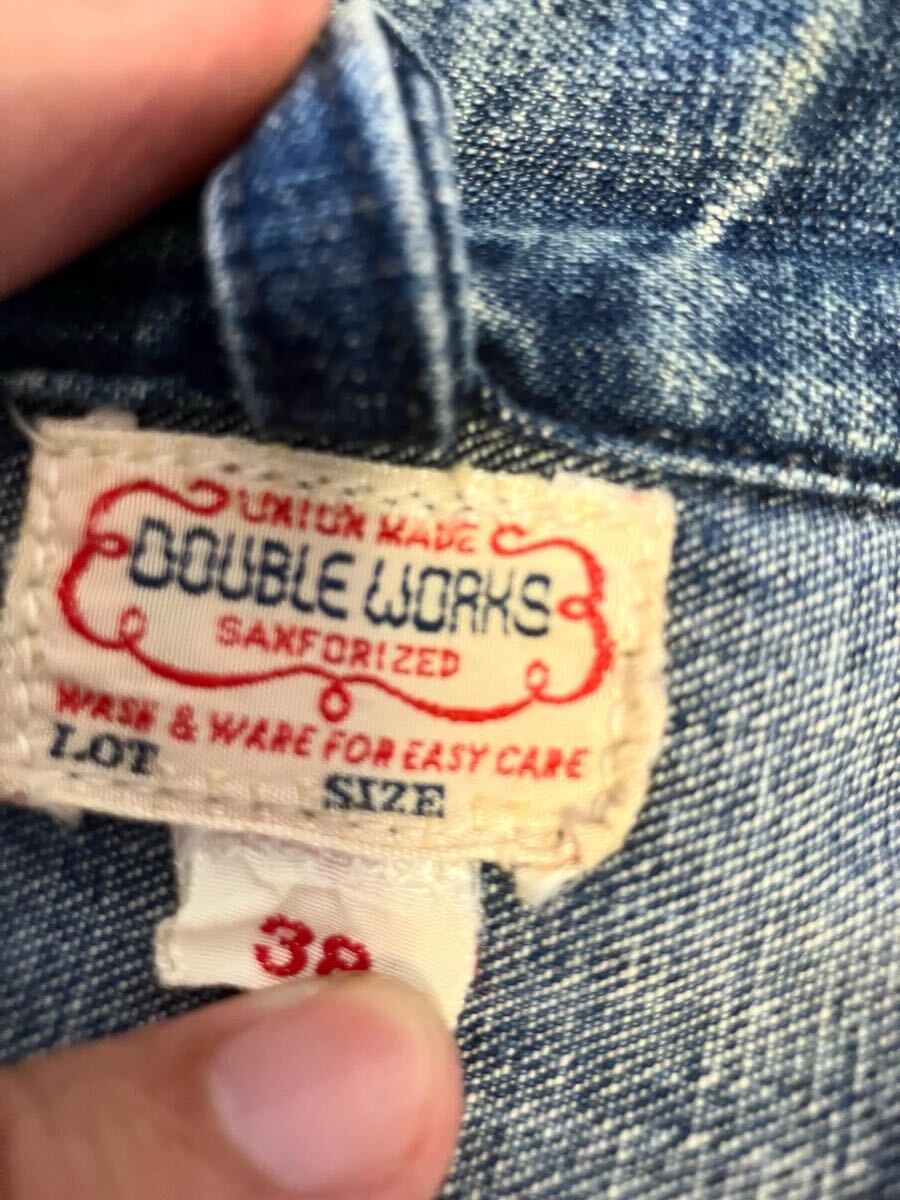 UNION MADE
DOUBLE WORKS
SANFORIZED
WASH & WARE FOR EASY CARE
LOT
SIZE
38